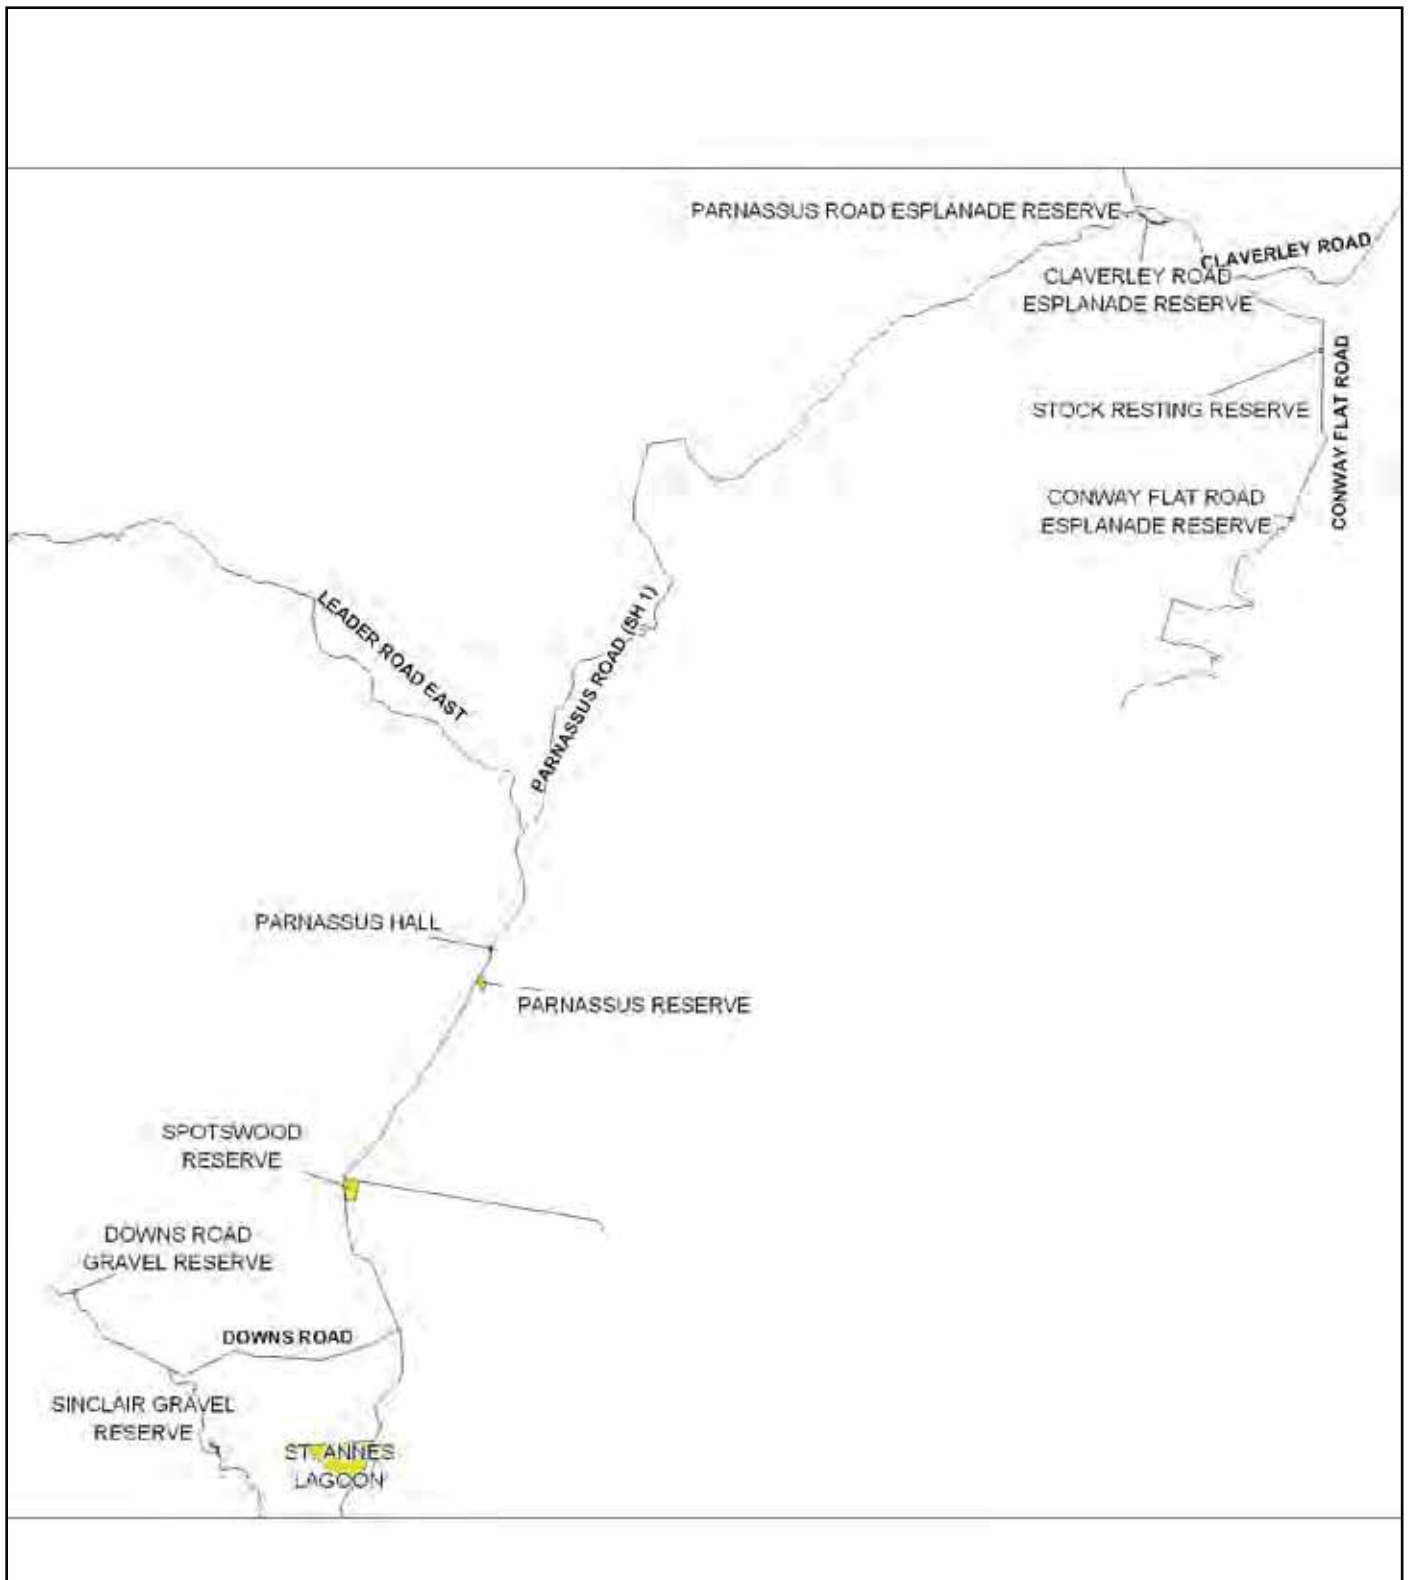 PARNASSUS ROAD ESPLANADE RESERVE
CLAVERLEY ROAD
CLAVERLEY ROAD
ESPLANADE RESERVE
CONWAY FLAT ROAD
STOCK RESTING RESERVE
CONWAY FLAT ROAD
ESPLANADE RESERVE
LEADER ROAD EAST
PARNASSUS ROAD (SH 1)
PARNASSUS HALL
PARNASSUS RESERVE
SPOTSWOOD
RESERVE
DOWNS ROAD
GRAVEL RESERVE
DOWNS ROAD
SINCLAIR GRAVEL
RESERVE
ST ANNES
LAGOON